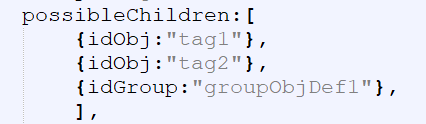 possibleChildren:[
{idObj:"tag1"},
{idObj:"tag2"},
{idGroup:"groupObjDef1"},
],